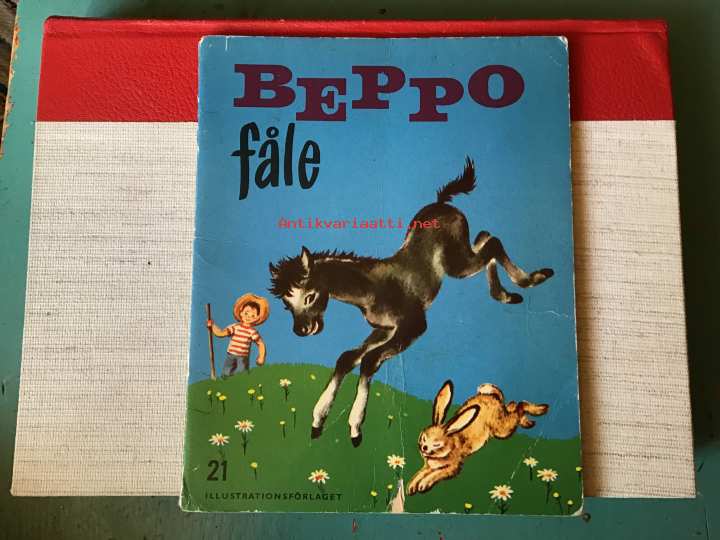 BEPPO
fåle
Antikvariaatti.net
21
ILLUSTRATIONSFÖRLAGET